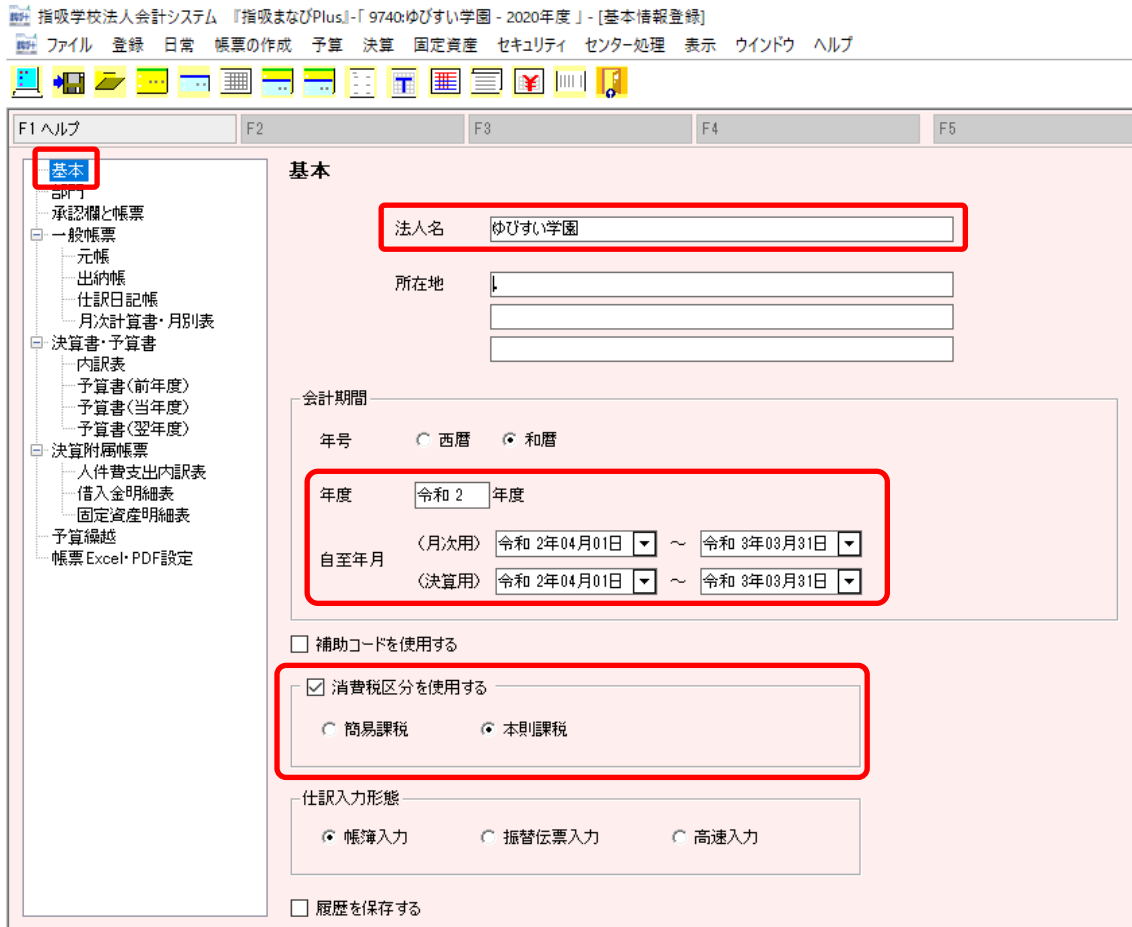 指吸学校法人会計システム 『指吸まなびPlus』-「 9740:ゆびすい学園 - 2020年度 」- [基本情報登録]
ファイル 登録 日常 帳票の作成 予算 決算 固定資産 セキュリティ センター処理 表示 ウインドウ ヘルプ
F1 ヘルプ F2 F3 F4 F5
基本
部門
承認欄と帳票
一般帳票
元帳
出納帳
仕訳日記帳
月次計算書・月別表
決算書・予算書
内訳表
予算書(前年度)
予算書(当年度)
予算書(翌年度)
決算附属帳票
人件費支出内訳表
借入金明細表
固定資産明細表
予算繰越
帳票Excel・PDF設定
基本
法人名 ゆびすい学園
所在地
会計期間
年号 西暦 和暦
年度 令和 2 年度
自至年月
(月次用) 令和 2年04月01日 ～ 令和 3年03月31日
(決算用) 令和 2年04月01日 ～ 令和 3年03月31日
補助コードを使用する
消費税区分を使用する
簡易課税 本則課税
仕訳入力形態
帳簿入力 振替伝票入力 高速入力
履歴を保存する